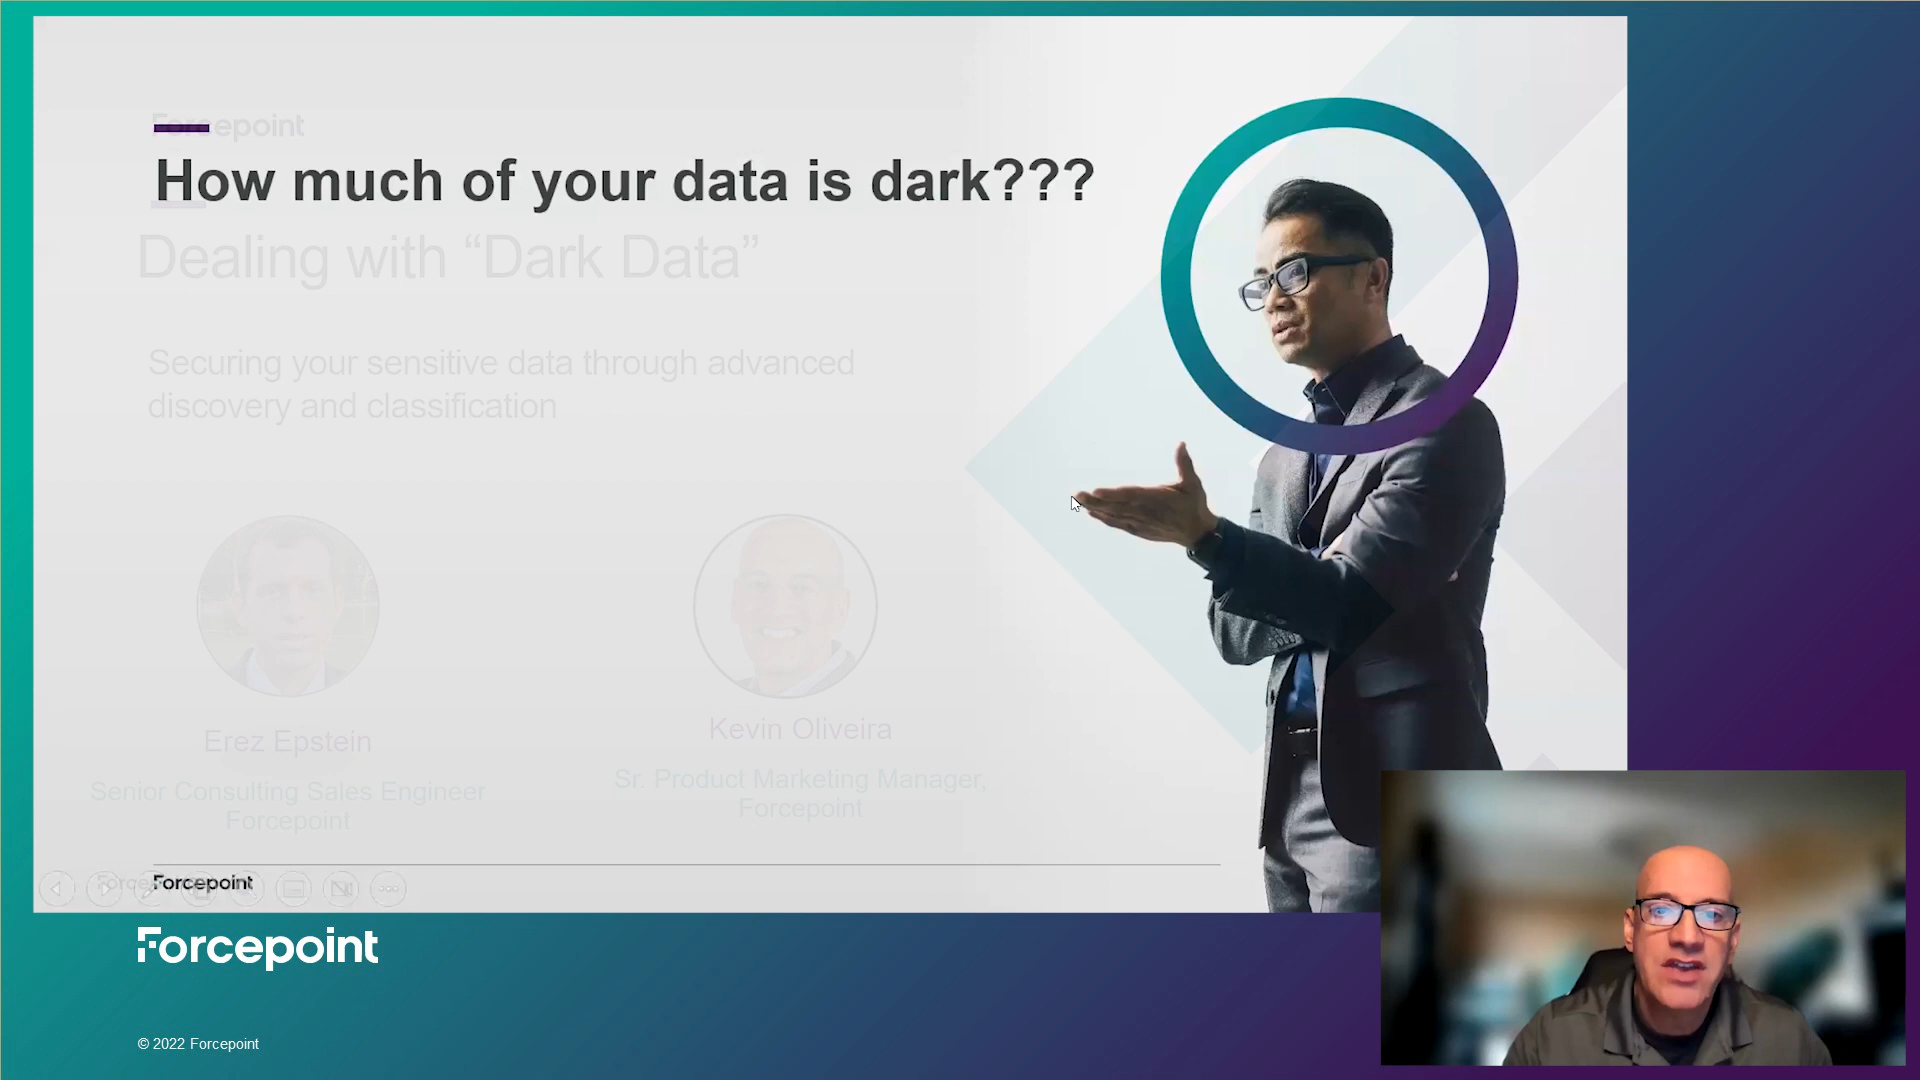 Forcepoint
How much of your data is dark???
Dealing with “Dark Data”
Securing your sensitive data through advanced
discovery and classification
Erez Epstein
Senior Consulting Sales Engineer
Forcepoint
Kevin Oliveira
Sr. Product Marketing Manager,
Forcepoint
Forcepoint
Forcepoint
© 2022 Forcepoint